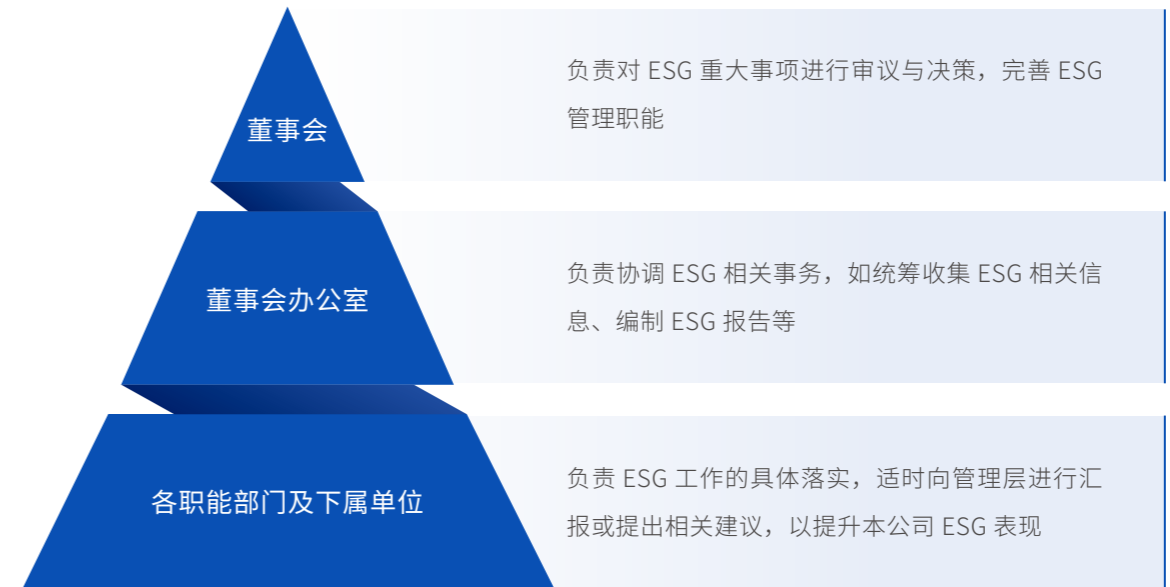 董事会
负责对 ESG 重大事项进行审议与决策，完善 ESG
管理职能
董事会办公室
负责协调 ESG 相关事务，如统筹收集 ESG 相关信
息、编制 ESG 报告等
各职能部门及下属单位
负责 ESG 工作的具体落实，适时向管理层进行汇
报或提出相关建议，以提升本公司 ESG 表现